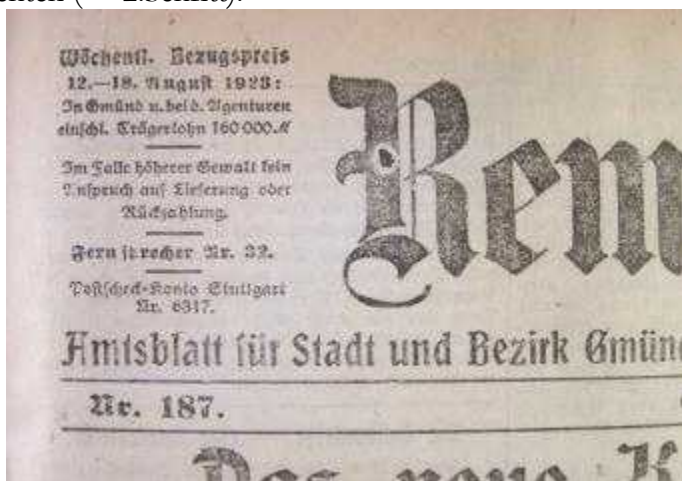 Wöchentl. Bezugspreis
12.—18. August 1923:
In Gmünd u. bei d. Agenturen
einschl. Trägerlohn 160 000 ℳ
Im Falle höherer Gewalt kein
Anspruch auf Lieferung oder
Rückzahlung.
Fernsprecher Nr. 32.
Postscheck-Konto Stuttgart
Nr. 6317.
Rem
Amtsblatt für Stadt und Bezirk Gmün
Nr. 187.
Das neue K